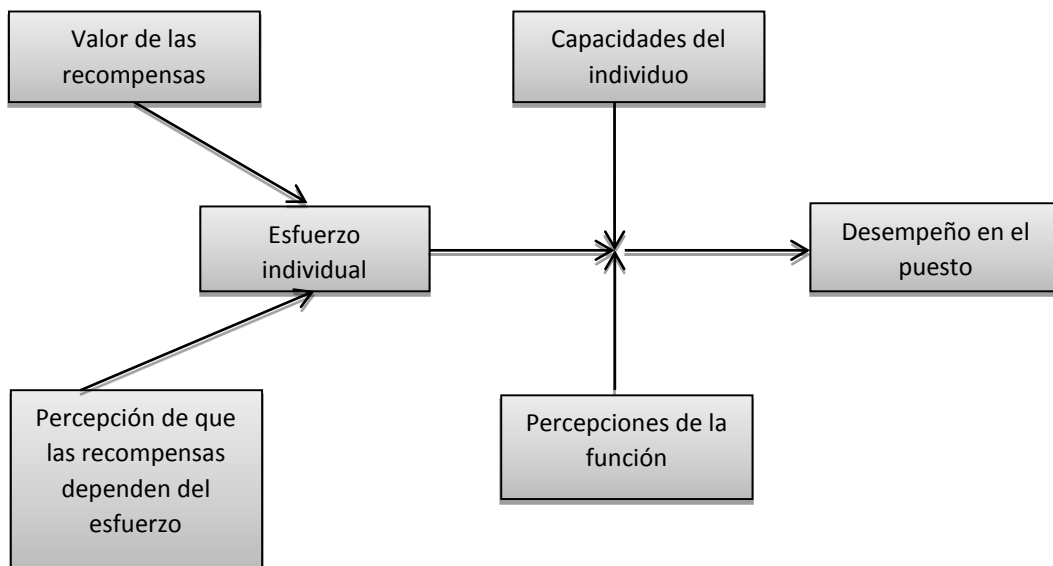 Valor de las
recompensas
Capacidades del
individuo
Esfuerzo
individual
Desempeño en el
puesto
Percepción de que
las recompensas
dependen del
esfuerzo
Percepciones de la
función